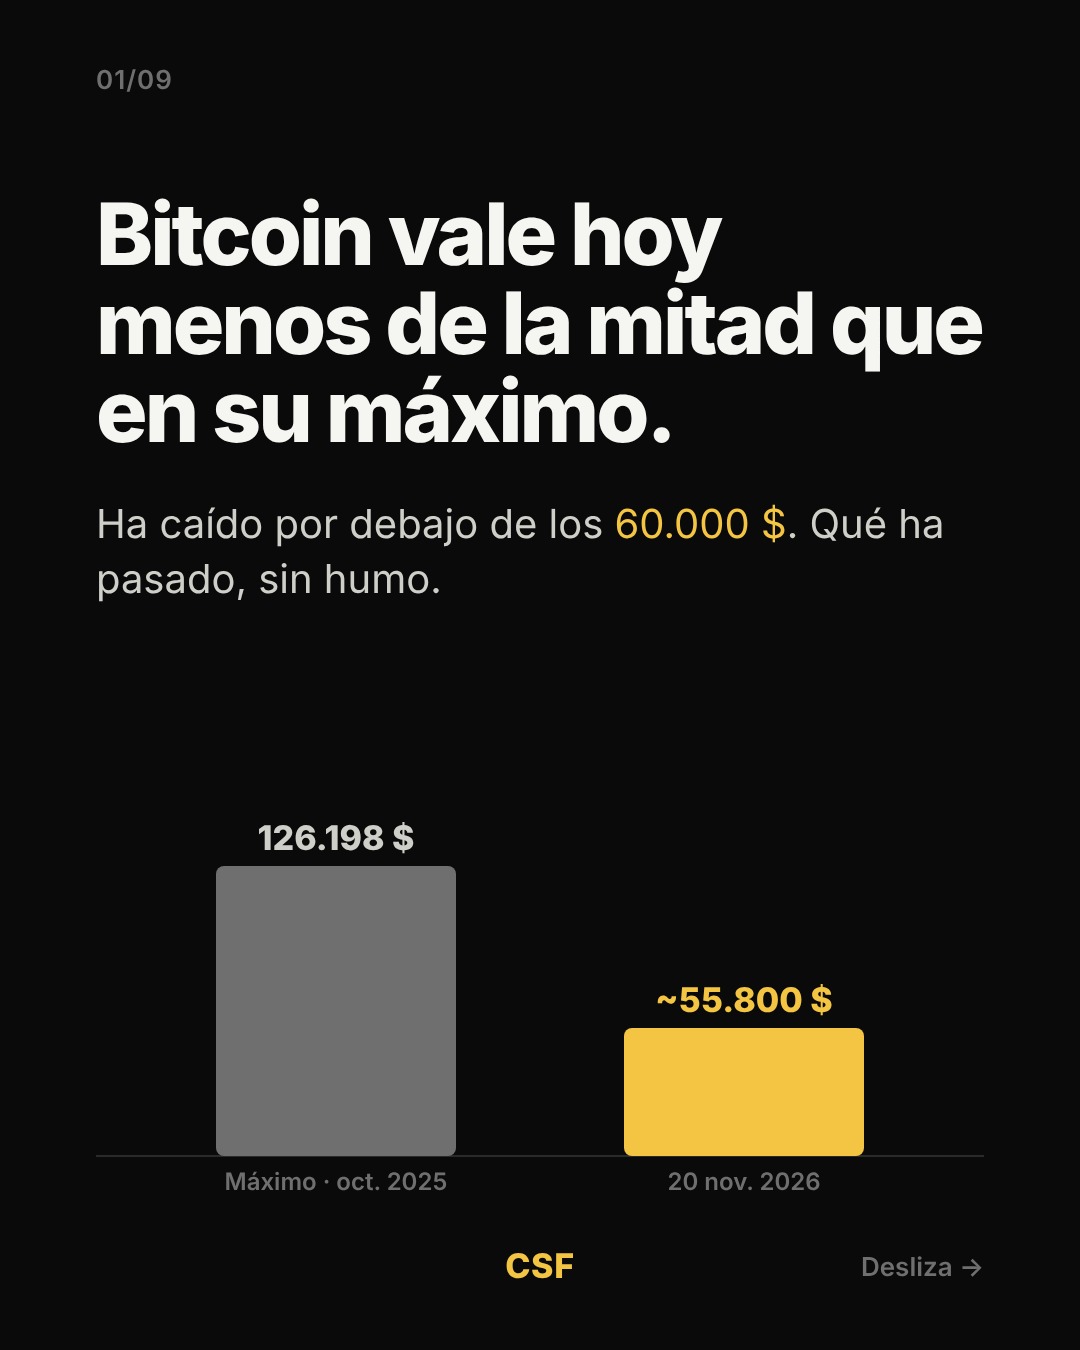 01/09
Bitcoin vale hoy
menos de la mitad que
en su máximo.
Ha caído por debajo de los 60.000 $. Qué ha
pasado, sin humo.
126.198 $
~55.800 $
Máximo · oct. 2025
20 nov. 2026
CSF
Desliza →